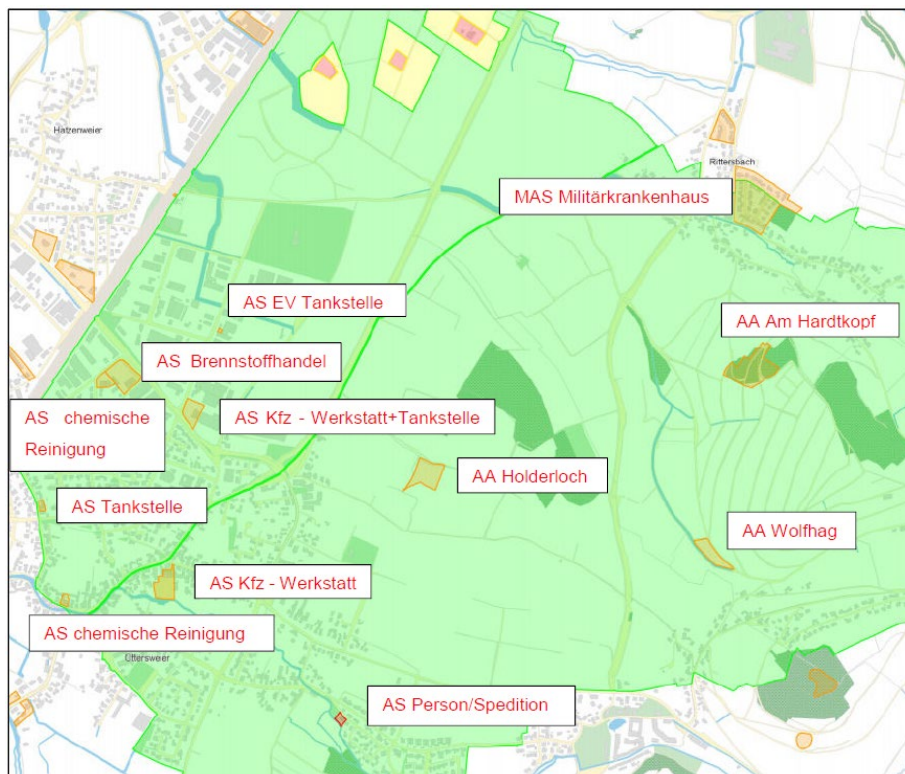 Hatzenweier
Rittersbach
MAS Militärkrankenhaus
AS EV Tankstelle
AA Am Hardtkopf
AS Brennstoffhandel
AS chemische
Reinigung
AS Kfz - Werkstatt+Tankstelle
AA Holderloch
AS Tankstelle
AA Wolfhag
AS Kfz - Werkstatt
AS chemische Reinigung
Ottersweier
AS Person/Spedition